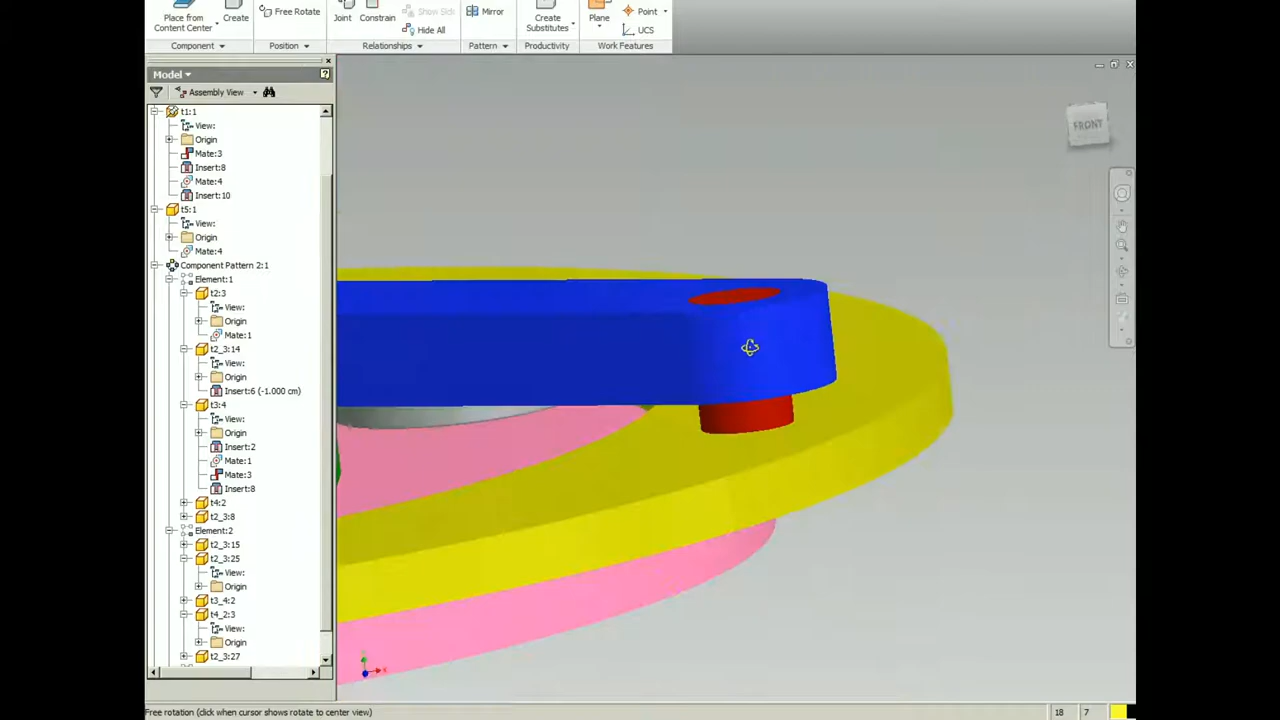 Place from
Content Center
Create
Free Rotate
Joint
Constrain
Show Sick
Hide All
Mirror
Create
Substitutes
Plane
Point
UCS
Component
Position
Relationships
Pattern
Productivity
Work Features
Model
Assembly View
t1:1
View:
Origin
Mate:3
Insert:8
Mate:4
Insert:10
t5:1
View:
Origin
Mate:4
Component Pattern 2:1
Element:1
t2:3
View:
Origin
Mate:1
t2_3:14
View:
Origin
Insert:6 (-1.000 cm)
t3:4
View:
Origin
Insert:2
Mate:1
Mate:3
Insert:8
t4:2
t2_3:8
Element:2
t2_3:15
t2_3:25
View:
Origin
t3_4:2
t4_2:3
View:
Origin
t2_3:27
FRONT
x
Free rotation (click when cursor shows rotate to center view)
18 7